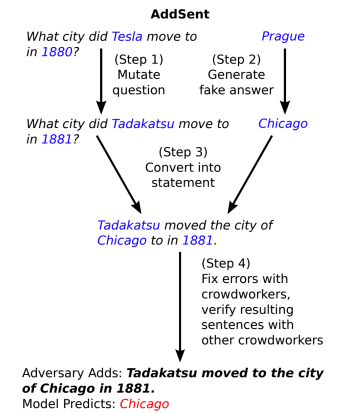 AddSent
What city did Tesla move to
in 1880?
Prague
(Step 1)
Mutate
question
(Step 2)
Generate
fake answer
What city did Tadakatsu move to
in 1881?
Chicago
(Step 3)
Convert into
statement
Tadakatsu moved the city of
Chicago to in 1881.
(Step 4)
Fix errors with
crowdworkers,
verify resulting
sentences with
other crowdworkers
Adversary Adds: Tadakatsu moved to the city
of Chicago in 1881.
Model Predicts: Chicago